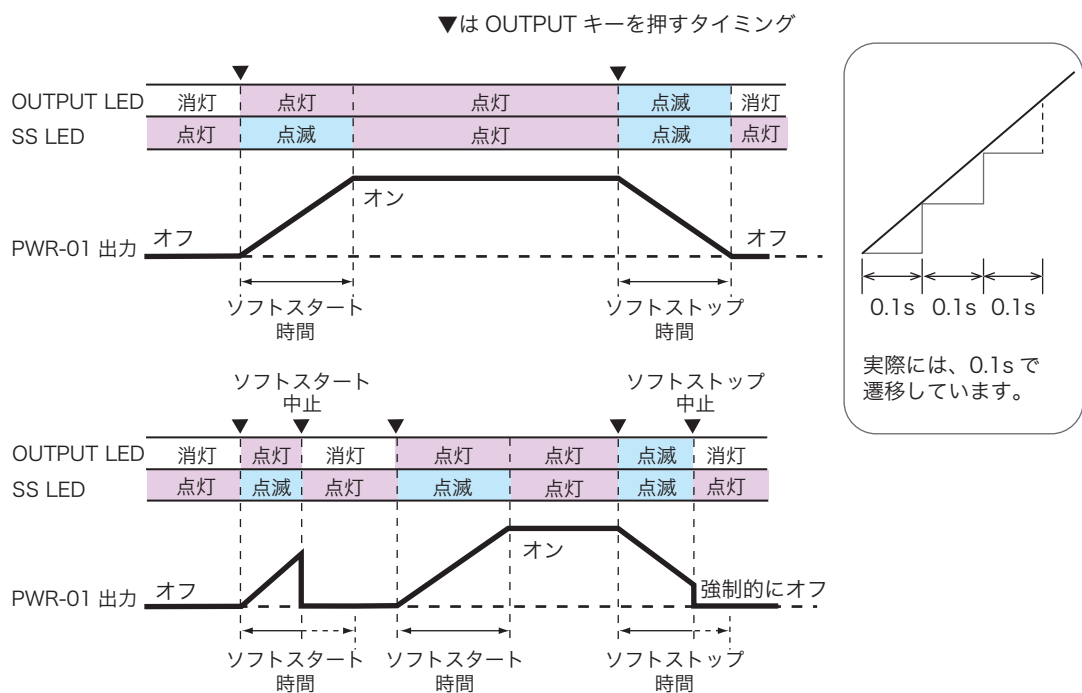 ▼は OUTPUT キーを押すタイミング
OUTPUT LED 消灯 点灯 点灯 点滅 消灯
SS LED 点灯 点滅 点灯 点滅 点灯
オン
PWR-01 出力 オフ オフ
ソフトスタート 時間
ソフトストップ 時間
0.1s 0.1s 0.1s
実際には、0.1s で
遷移しています。
ソフトスタート 中止
ソフトストップ 中止
OUTPUT LED 消灯 点灯 消灯 点灯 点灯 点滅 消灯
SS LED 点灯 点滅 点灯 点滅 点灯 点滅 点灯
オン
PWR-01 出力 オフ 強制的にオフ
ソフトスタート 時間
ソフトスタート 時間
ソフトストップ 時間